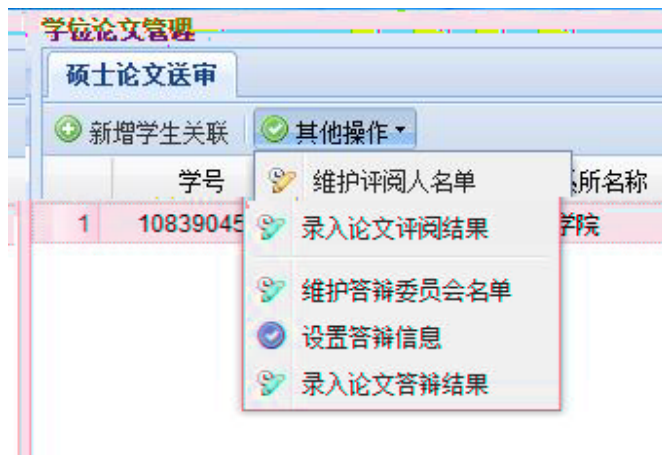 学位论文管理
硕士论文送审
新增学生关联 其他操作
学号 所名称
1 10839045 学院
维护评阅人名单
录入论文评阅结果
维护答辩委员会名单
设置答辩信息
录入论文答辩结果